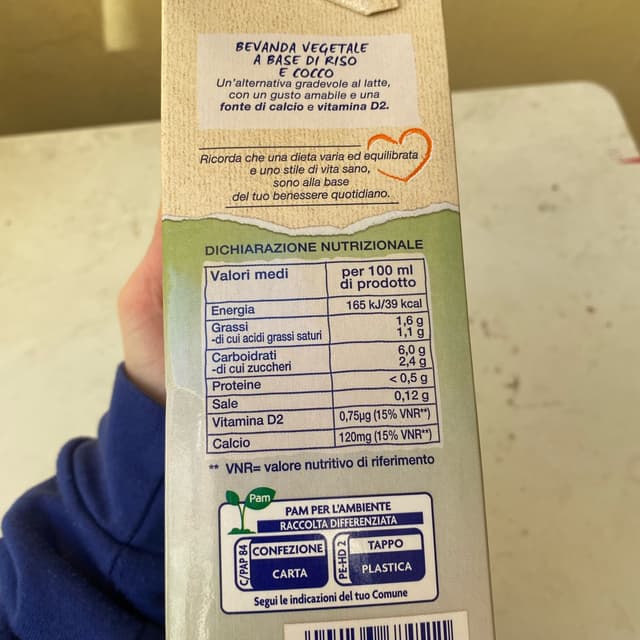 BEVANDA VEGETALE
A BASE DI RISO
E COCCO
Un'alternativa gradevole al latte,
con un gusto amabile e una
fonte di calcio e vitamina D2.
Ricorda che una dieta varia ed equilibrata
e uno stile di vita sano,
sono alla base
del tuo benessere quotidiano.
DICHIARAZIONE NUTRIZIONALE
Valori medi per 100 ml
di prodotto
Energia 165 kJ/39 kcal
Grassi 1,6 g
-di cui acidi grassi saturi 1,1 g
Carboidrati 6,0 g
-di cui zuccheri 2,4 g
Proteine < 0,5 g
Sale 0,12 g
Vitamina D2 0,75µg (15% VNR**)
Calcio 120mg (15% VNR**)
** VNR= valore nutritivo di riferimento
Pam
PAM PER L'AMBIENTE
RACCOLTA DIFFERENZIATA
C/PAP 84 CONFEZIONE CARTA
PE-HD 2 TAPPO PLASTICA
Segui le indicazioni del tuo Comune